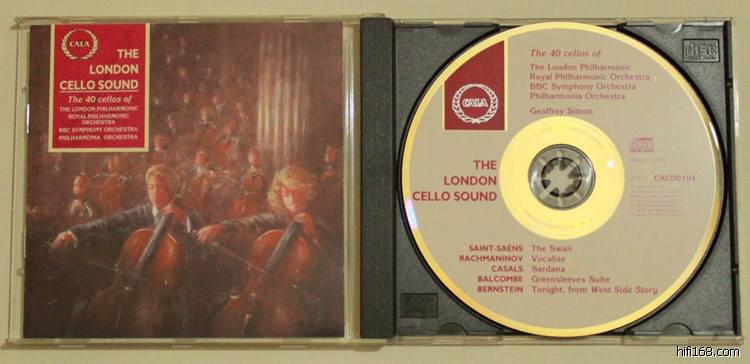 CALA
THE
LONDON
CELLO SOUND
The 40 cellos of
THE LONDON PHILHARMONIC
ROYAL PHILHARMONIC
ORCHESTRA
BBC SYMPHONY ORCHESTRA
PHILHARMONIA ORCHESTRA
The 40 cellos of
The London Philharmonic
Royal Philharmonic Orchestra
BBC Symphony Orchestra
Philharmonia Orchestra
Geoffrey Simon
CALA
THE
LONDON
CELLO SOUND
CACD0104
SAINT-SAËNS The Swan
RACHMANINOV Vocalise
CASALS Sardana
BALCOMBE Greensleeves Suite
BERNSTEIN Tonight, from West Side Story
hifi168.com